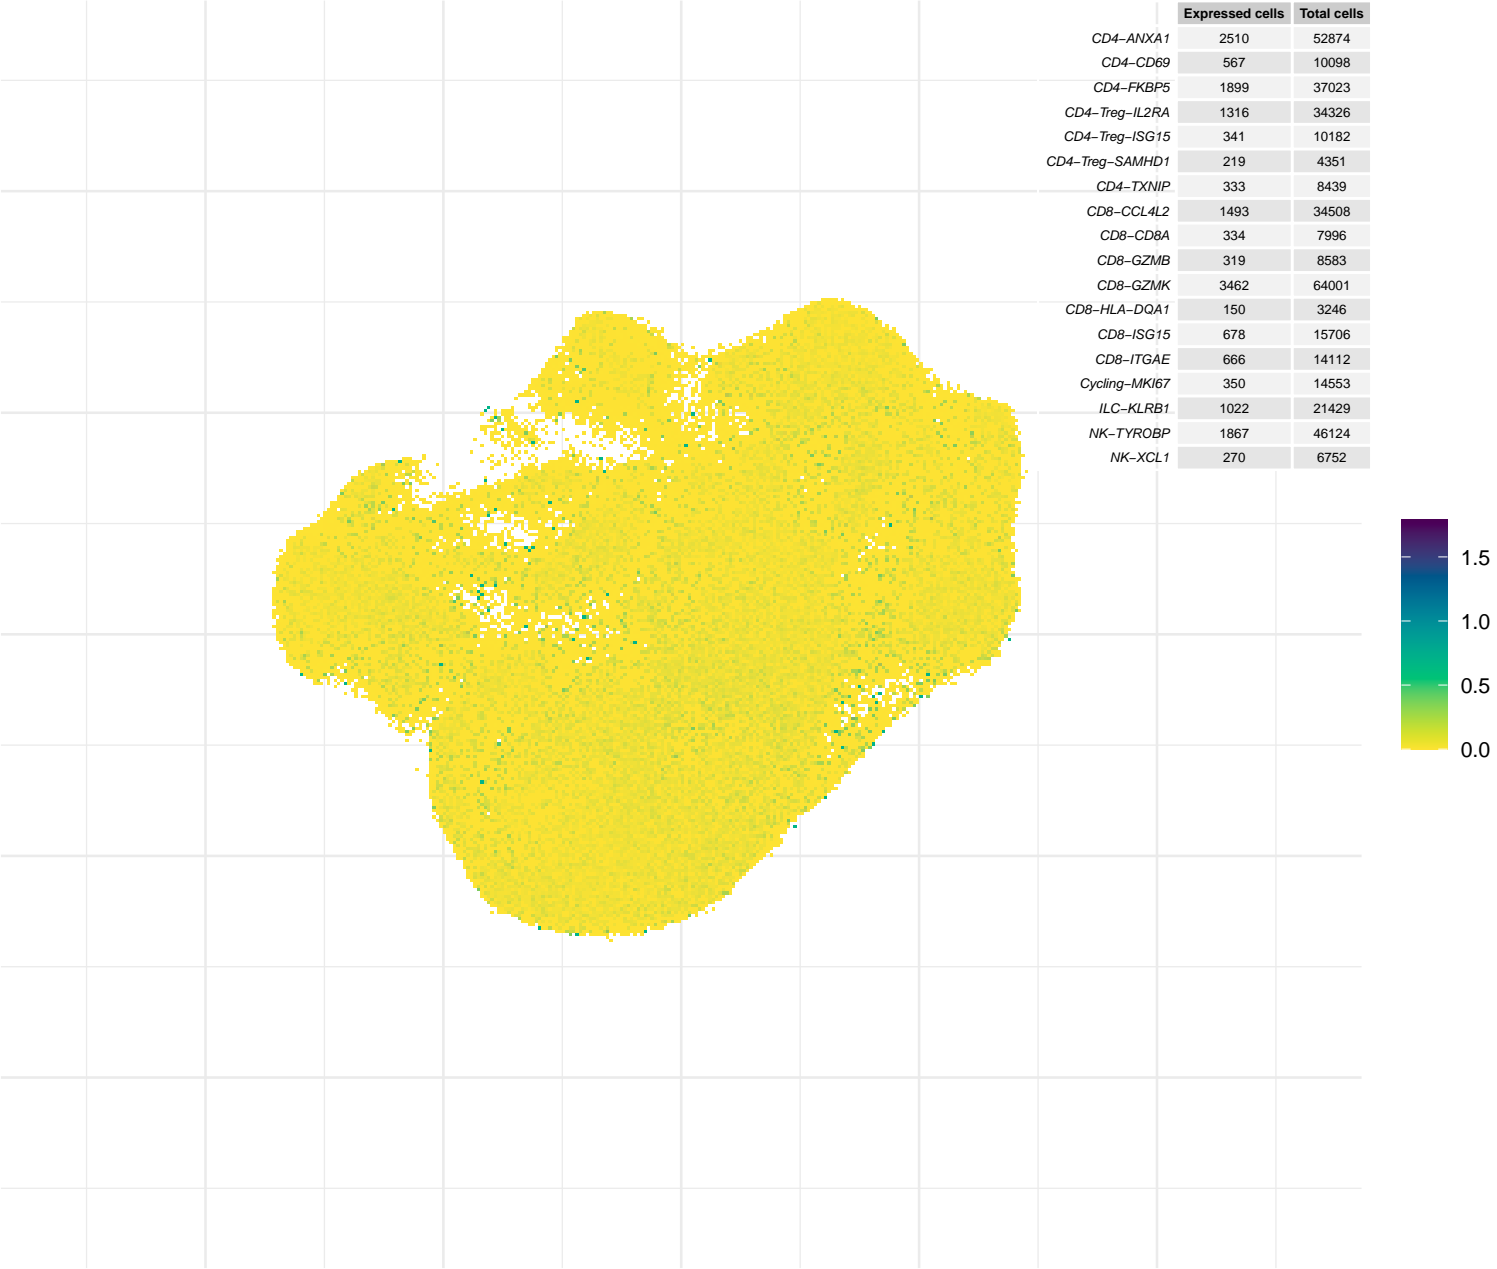 Expressed cells Total cells
CD4−ANXA1 2510 52874
CD4−CD69 567 10098
CD4−FKBP5 1899 37023
CD4−Treg−IL2RA 1316 34326
CD4−Treg−ISG15 341 10182
CD4−Treg−SAMHD1 219 4351
CD4−TXNIP 333 8439
CD8−CCL4L2 1493 34508
CD8−CD8A 334 7996
CD8−GZMB 319 8583
CD8−GZMK 3462 64001
CD8−HLA−DQA1 150 3246
CD8−ISG15 678 15706
CD8−ITGAE 666 14112
Cycling−MKI67 350 14553
ILC−KLRB1 1022 21429
NK−TYROBP 1867 46124
NK−XCL1 270 6752
1.5
1.0
0.5
0.0